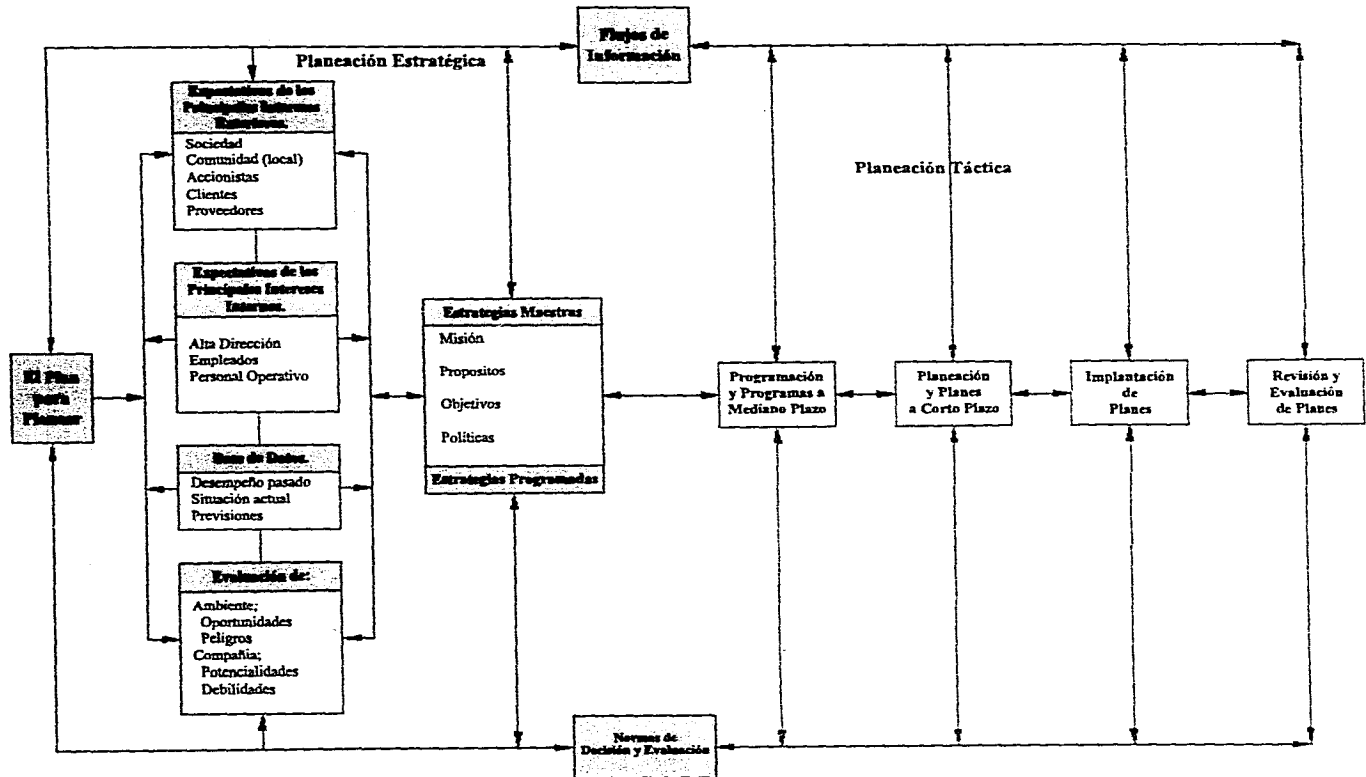 Flujos de
Información
Planeación Estratégica
Expectativas de los
Principales Intereses
Exteriores.
Sociedad
Comunidad (local)
Accionistas
Clientes
Proveedores
Planeación Táctica
Expectativas de los
Principales Intereses
Internos.
Alta Dirección
Empleados
Personal Operativo
El Plan
para
Planear
Estrategias Maestras
Misión
Propositos
Objetivos
Políticas
Estrategias Programadas
Programación
y Programas a
Mediano Plazo
Planeación
y Planes
a Corto Plazo
Implantación
de
Planes
Revisión y
Evaluación
de Planes
Base de Datos.
Desempeño pasado
Situación actual
Previsiones
Evaluación de:
Ambiente;
Oportunidades
Peligros
Compañia;
Potencialidades
Debilidades
Normas de
Decisión y Evaluación